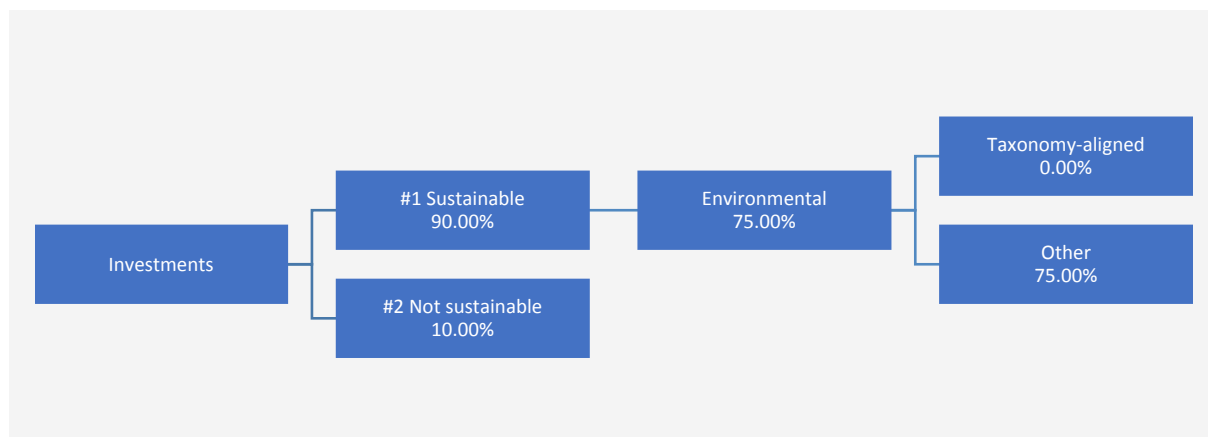 Investments
#1 Sustainable
90.00%
#2 Not sustainable
10.00%
Environmental
75.00%
Taxonomy-aligned
0.00%
Other
75.00%